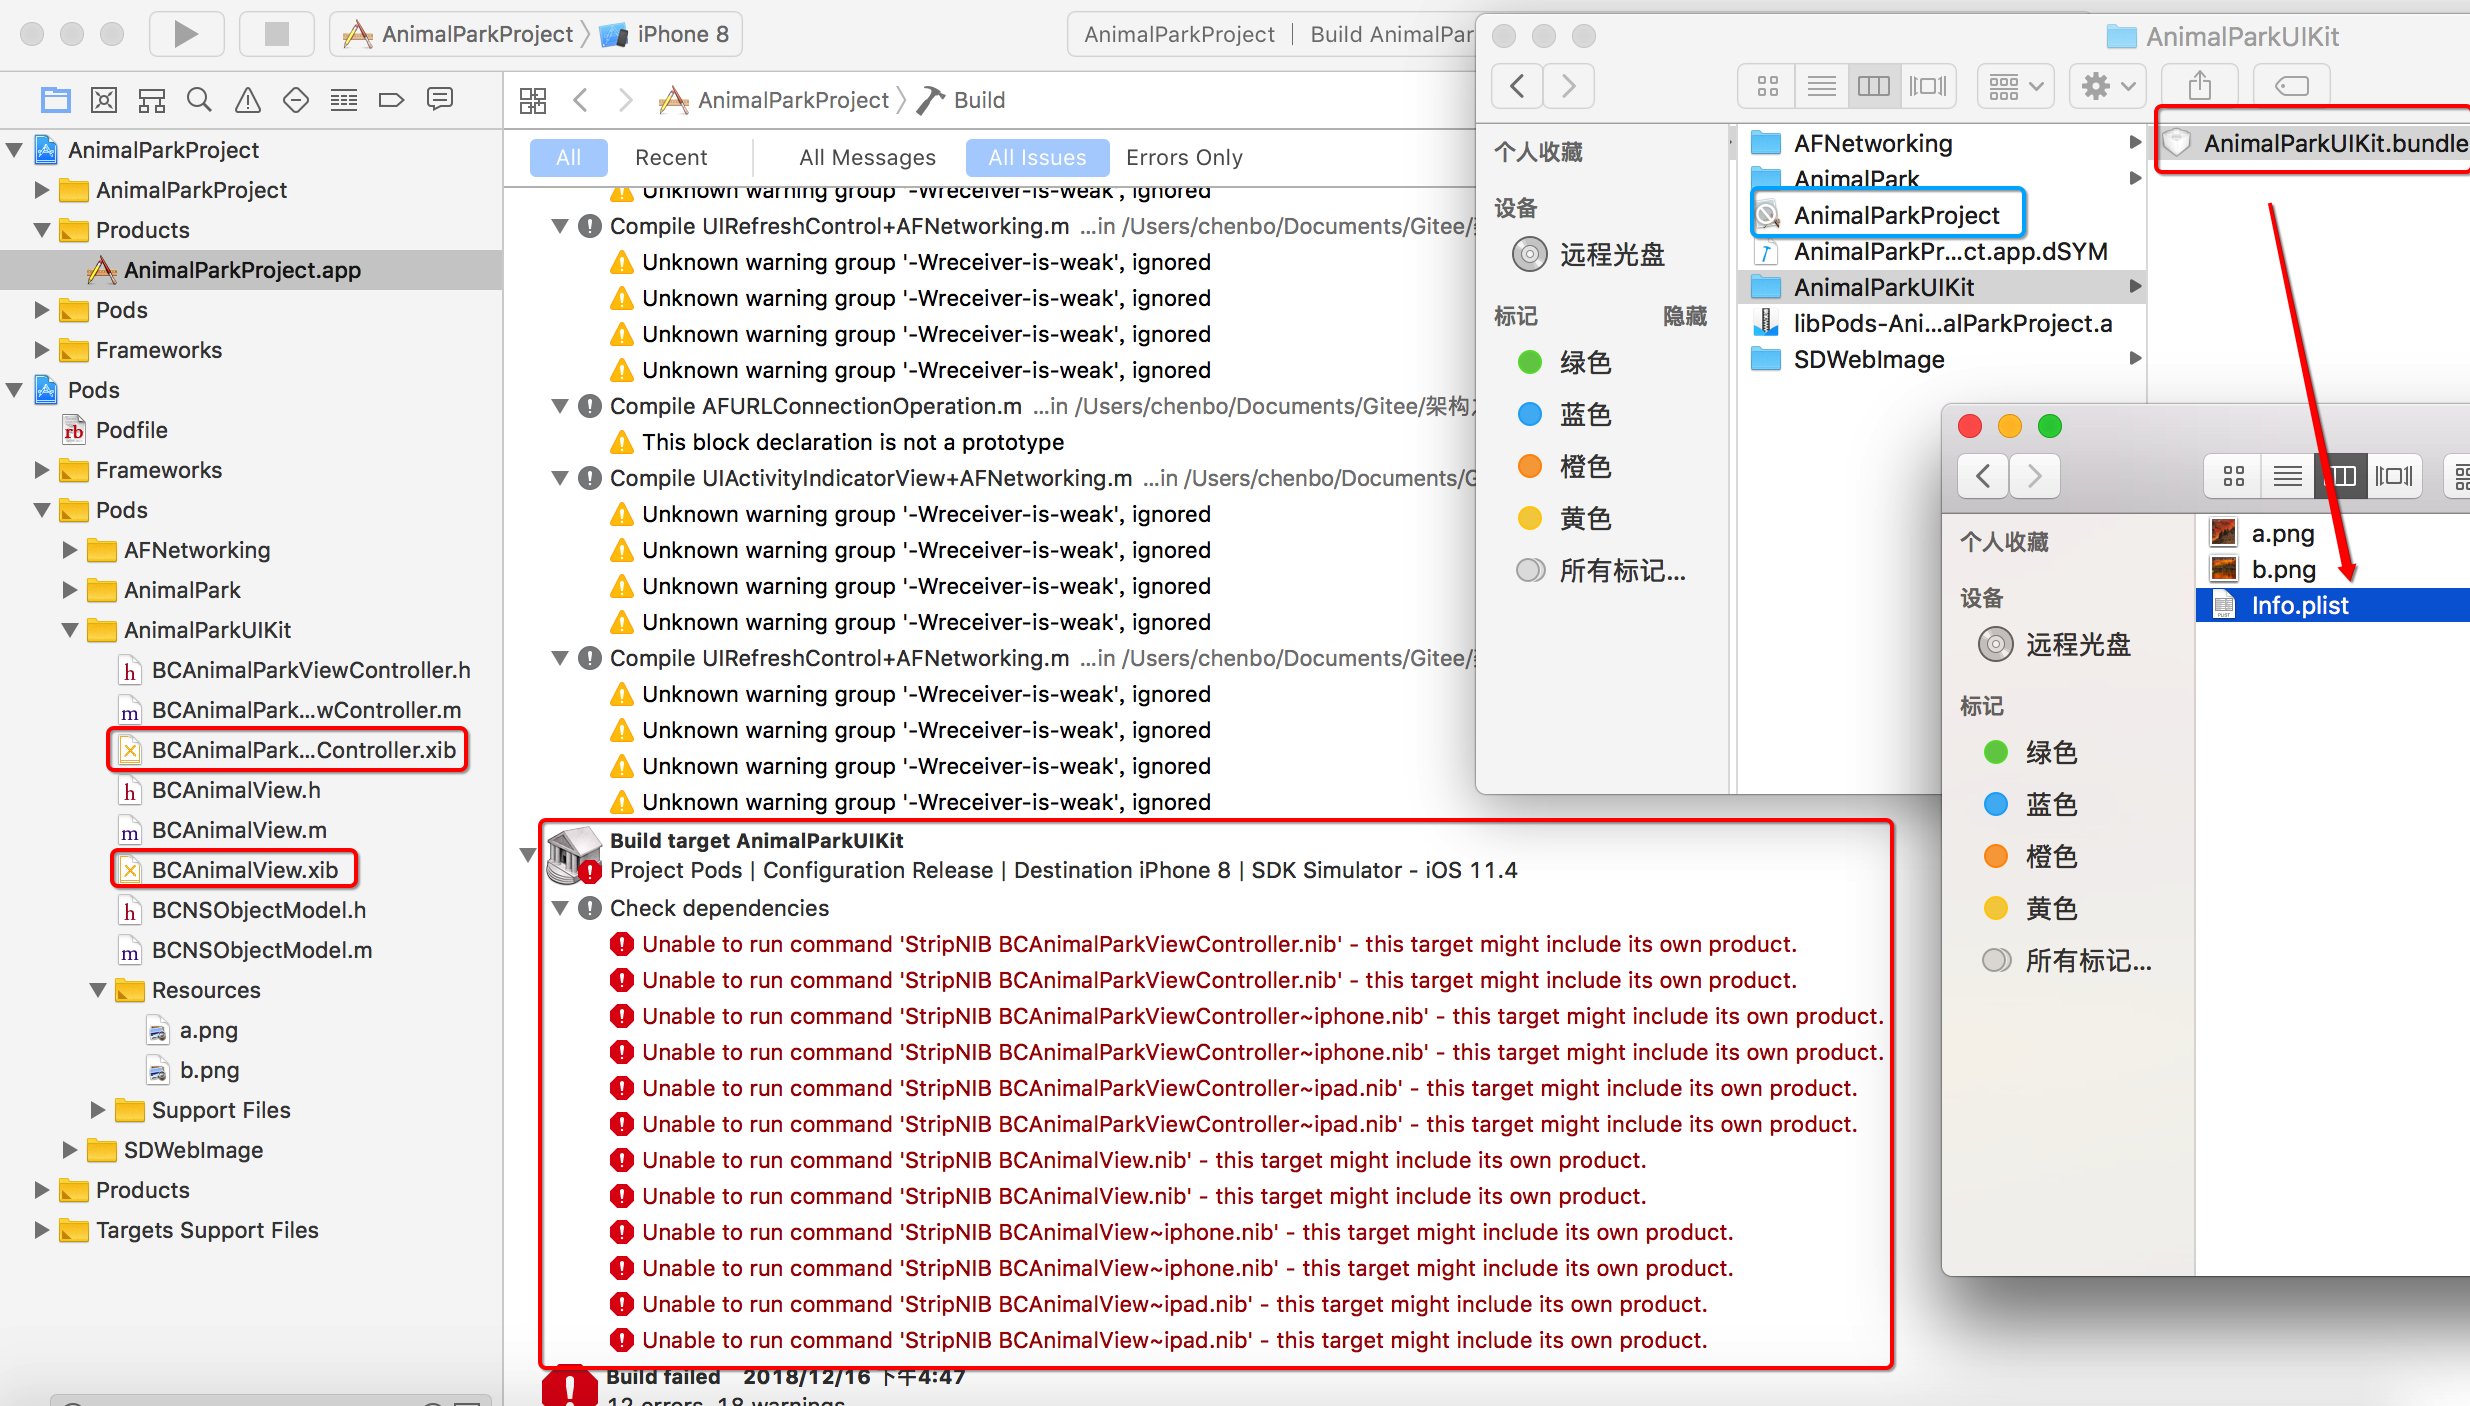 AnimalParkProject
iPhone 8
AnimalParkProject
Build AnimalPar
AnimalParkProject
AnimalParkProject
Products
AnimalParkProject.app
Pods
Frameworks
Pods
Podfile
Frameworks
Pods
AFNetworking
AnimalPark
AnimalParkUIKit
BCAnimalParkViewController.h
BCAnimalPark...wController.m
BCAnimalPark...Controller.xib
BCAnimalView.h
BCAnimalView.m
BCAnimalView.xib
BCNSObjectModel.h
BCNSObjectModel.m
Resources
a.png
b.png
Support Files
SDWebImage
Products
Targets Support Files
AnimalParkProject
Build
All
Recent
All Messages
All Issues
Errors Only
Unknown warning group '-Wreceiver-is-weak', ignored
Compile UIRefreshControl+AFNetworking.m ...in /Users/chenbo/Documents/Gitee/
Unknown warning group '-Wreceiver-is-weak', ignored
Unknown warning group '-Wreceiver-is-weak', ignored
Unknown warning group '-Wreceiver-is-weak', ignored
Unknown warning group '-Wreceiver-is-weak', ignored
Compile AFURLConnectionOperation.m ...in /Users/chenbo/Documents/Gitee/架构
This block declaration is not a prototype
Compile UIActivityIndicatorView+AFNetworking.m ...in /Users/chenbo/Documents/G
Unknown warning group '-Wreceiver-is-weak', ignored
Unknown warning group '-Wreceiver-is-weak', ignored
Unknown warning group '-Wreceiver-is-weak', ignored
Unknown warning group '-Wreceiver-is-weak', ignored
Compile UIRefreshControl+AFNetworking.m ...in /Users/chenbo/Documents/Gitee/
Unknown warning group '-Wreceiver-is-weak', ignored
Unknown warning group '-Wreceiver-is-weak', ignored
Unknown warning group '-Wreceiver-is-weak', ignored
Unknown warning group '-Wreceiver-is-weak', ignored
Build target AnimalParkUIKit
Project Pods | Configuration Release | Destination iPhone 8 | SDK Simulator - iOS 11.4
Check dependencies
Unable to run command 'StripNIB BCAnimalParkViewController.nib' - this target might include its own product.
Unable to run command 'StripNIB BCAnimalParkViewController.nib' - this target might include its own product.
Unable to run command 'StripNIB BCAnimalParkViewController~iphone.nib' - this target might include its own product.
Unable to run command 'StripNIB BCAnimalParkViewController~iphone.nib' - this target might include its own product.
Unable to run command 'StripNIB BCAnimalParkViewController~ipad.nib' - this target might include its own product.
Unable to run command 'StripNIB BCAnimalParkViewController~ipad.nib' - this target might include its own product.
Unable to run command 'StripNIB BCAnimalView.nib' - this target might include its own product.
Unable to run command 'StripNIB BCAnimalView.nib' - this target might include its own product.
Unable to run command 'StripNIB BCAnimalView~iphone.nib' - this target might include its own product.
Unable to run command 'StripNIB BCAnimalView~iphone.nib' - this target might include its own product.
Unable to run command 'StripNIB BCAnimalView~ipad.nib' - this target might include its own product.
Unable to run command 'StripNIB BCAnimalView~ipad.nib' - this target might include its own product.
Build failed 2018/12/16 下午4:47
12 errors, 18 warnings
AnimalParkUIKit
个人收藏
设备
远程光盘
标记 隐藏
绿色
蓝色
橙色
黄色
所有标记...
AFNetworking
AnimalPark
AnimalParkProject
AnimalParkPr...ct.app.dSYM
AnimalParkUIKit
libPods-Ani...alParkProject.a
SDWebImage
AnimalParkUIKit.bundle
个人收藏
设备
远程光盘
标记
绿色
蓝色
橙色
黄色
所有标记...
a.png
b.png
Info.plist